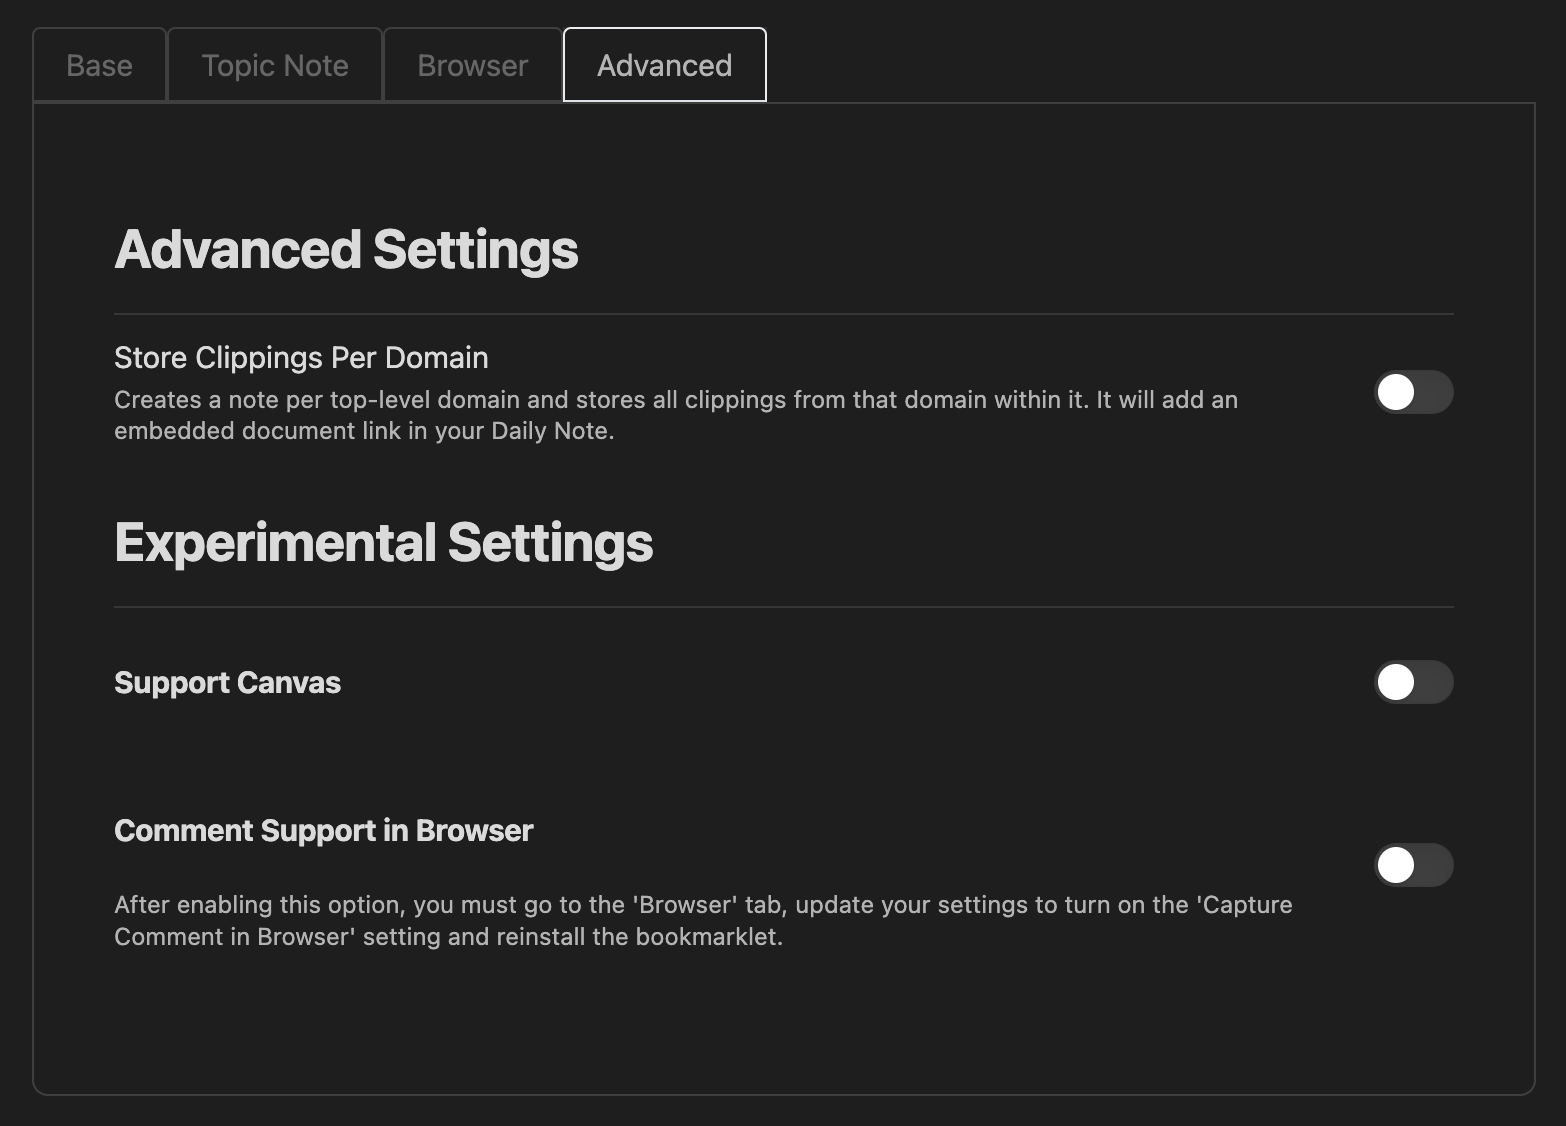 Base
Topic Note
Browser
Advanced
Advanced Settings
Store Clippings Per Domain
Creates a note per top-level domain and stores all clippings from that domain within it. It will add an
embedded document link in your Daily Note.
Experimental Settings
Support Canvas
Comment Support in Browser
After enabling this option, you must go to the 'Browser' tab, update your settings to turn on the 'Capture
Comment in Browser' setting and reinstall the bookmarklet.